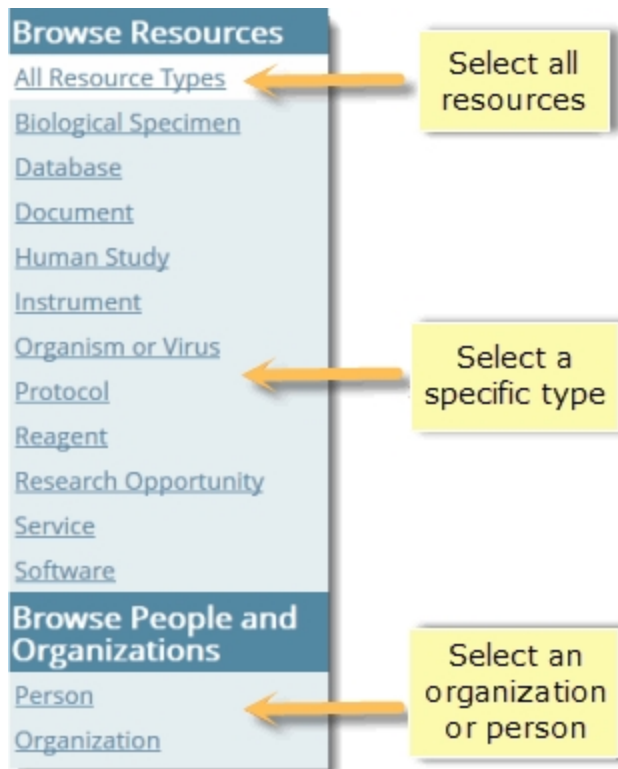 Browse Resources
All Resource Types
Biological Specimen
Database
Document
Human Study
Instrument
Organism or Virus
Protocol
Reagent
Research Opportunity
Service
Software
Browse People and
Organizations
Person
Organization
Select all
resources
Select a
specific type
Select an
organization
or person